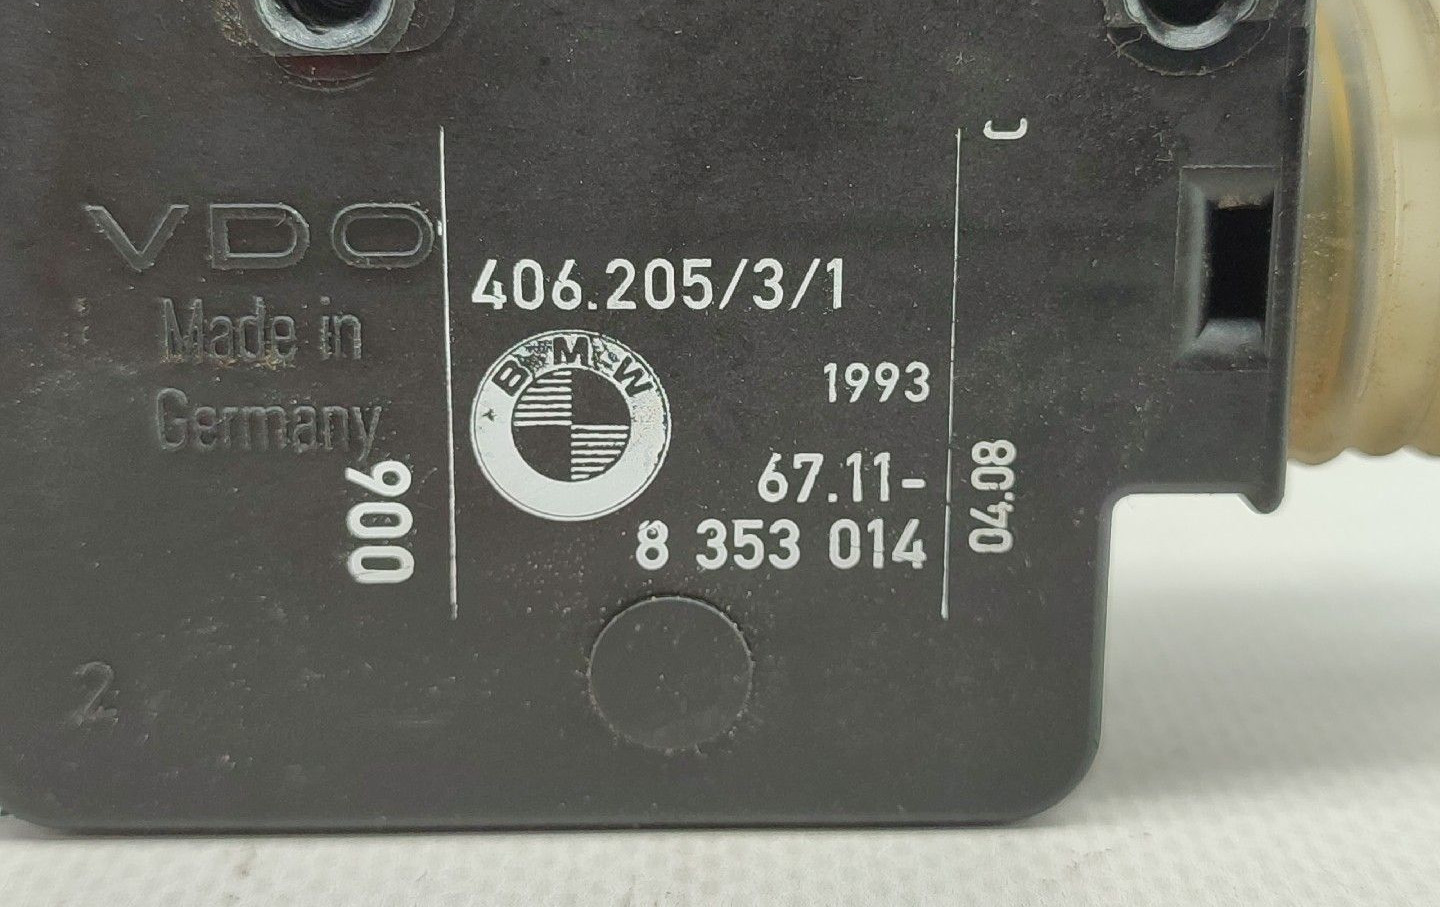 VDO
Made in
Germany
006
2
406.205/3/1
BMW
1993
67.11-
8 353 014
C
04.08